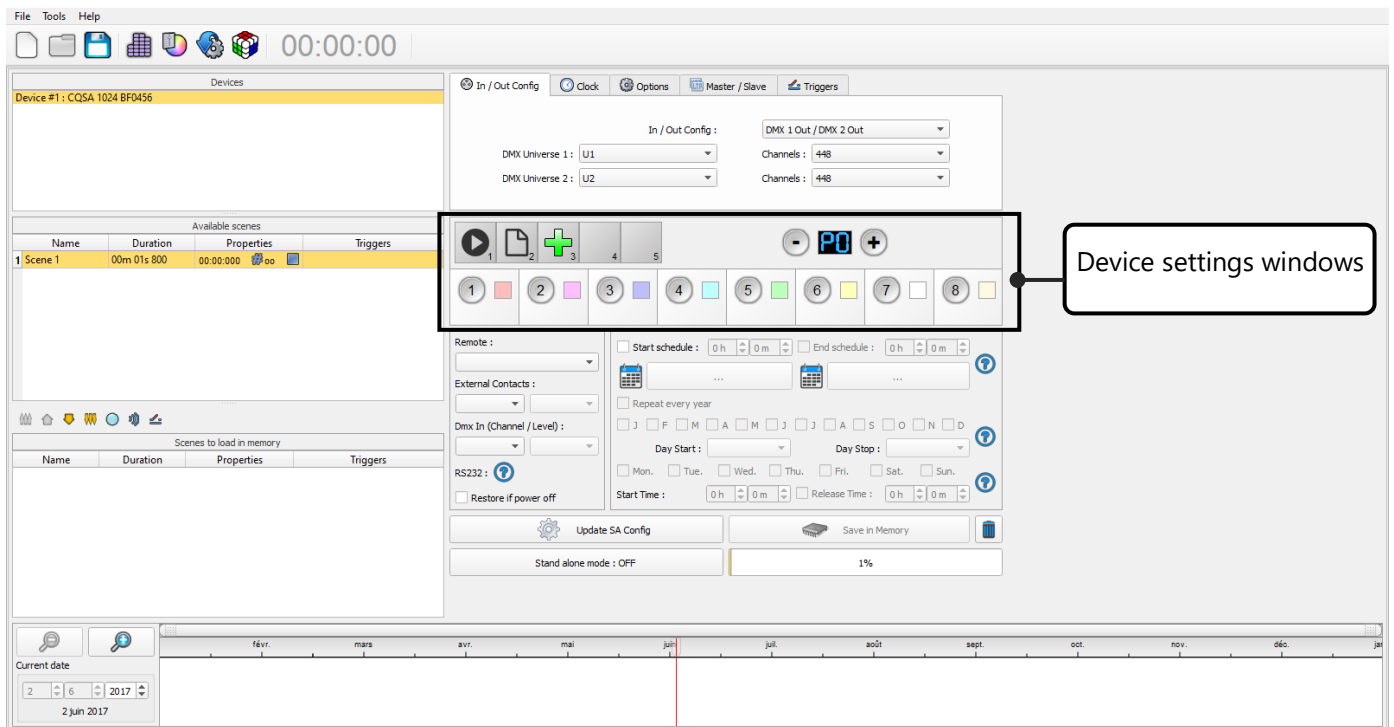 File Tools Help
00:00:00
Devices
Device #1 : CQSA 1024 BF0456
Available scenes
Name Duration Properties Triggers
1 Scene 1 00m 01s 800 00:00:000
Scenes to load in memory
Name Duration Properties Triggers
In / Out Config Clock Options Master / Slave Triggers
In / Out Config : DMX 1 Out / DMX 2 Out
DMX Universe 1 : U1 Channels : 448
DMX Universe 2 : U2 Channels : 448
1 2 3 4 5 - P0 +
1 2 3 4 5 6 7 8
Device settings windows
Remote :
External Contacts :
Dmx In (Channel / Level) :
RS232 : ?
Restore if power off
Start schedule : 0 h 0 m End schedule : 0 h 0 m ?
... ...
Repeat every year
J F M A M J J A S O N D
Day Start : Day Stop : ?
Mon. Tue. Wed. Thu. Fri. Sat. Sun.
Start Time : 0 h 0 m Release Time : 0 h 0 m ?
Update SA Config Save in Memory
Stand alone mode : OFF 1%
févr. mars avr. mai juin juil. août sept. oct. nov. déc. jan
Current date
2 6 2017
2 juin 2017